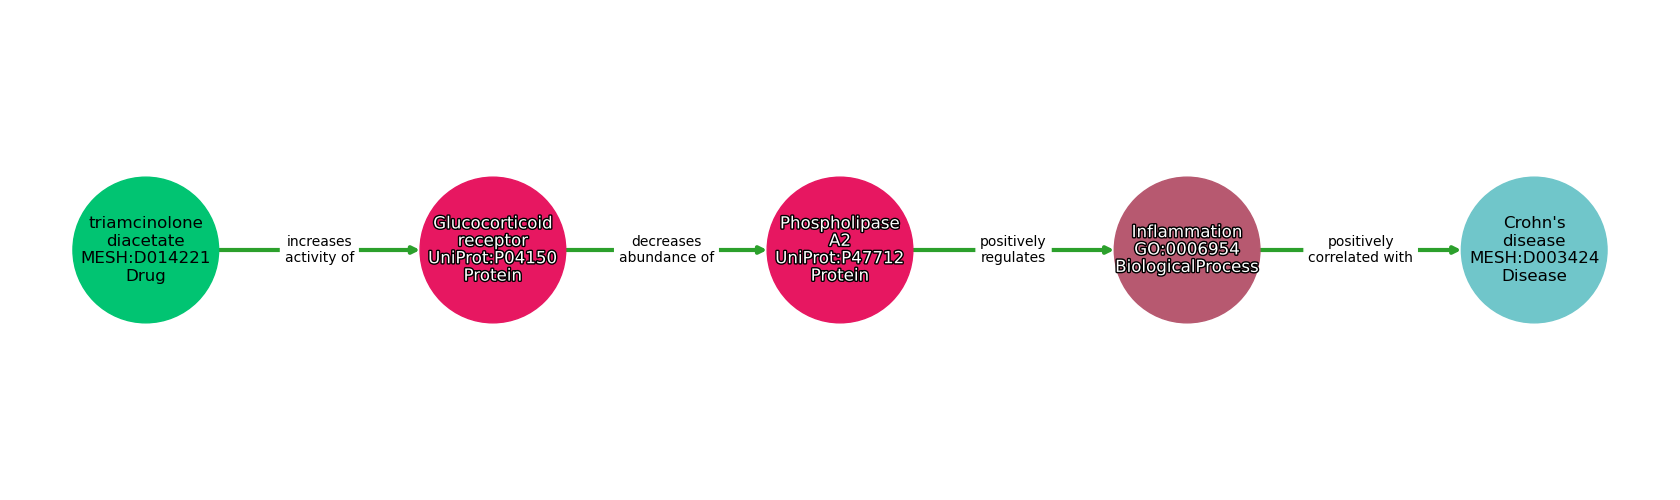 triamcinolone
diacetate
MESH:D014221
Drug
increases
activity of
Glucocorticoid
receptor
UniProt:P04150
Protein
decreases
abundance of
Phospholipase
A2
UniProt:P47712
Protein
positively
regulates
Inflammation
GO:0006954
BiologicalProcess
positively
correlated with
Crohn's
disease
MESH:D003424
Disease